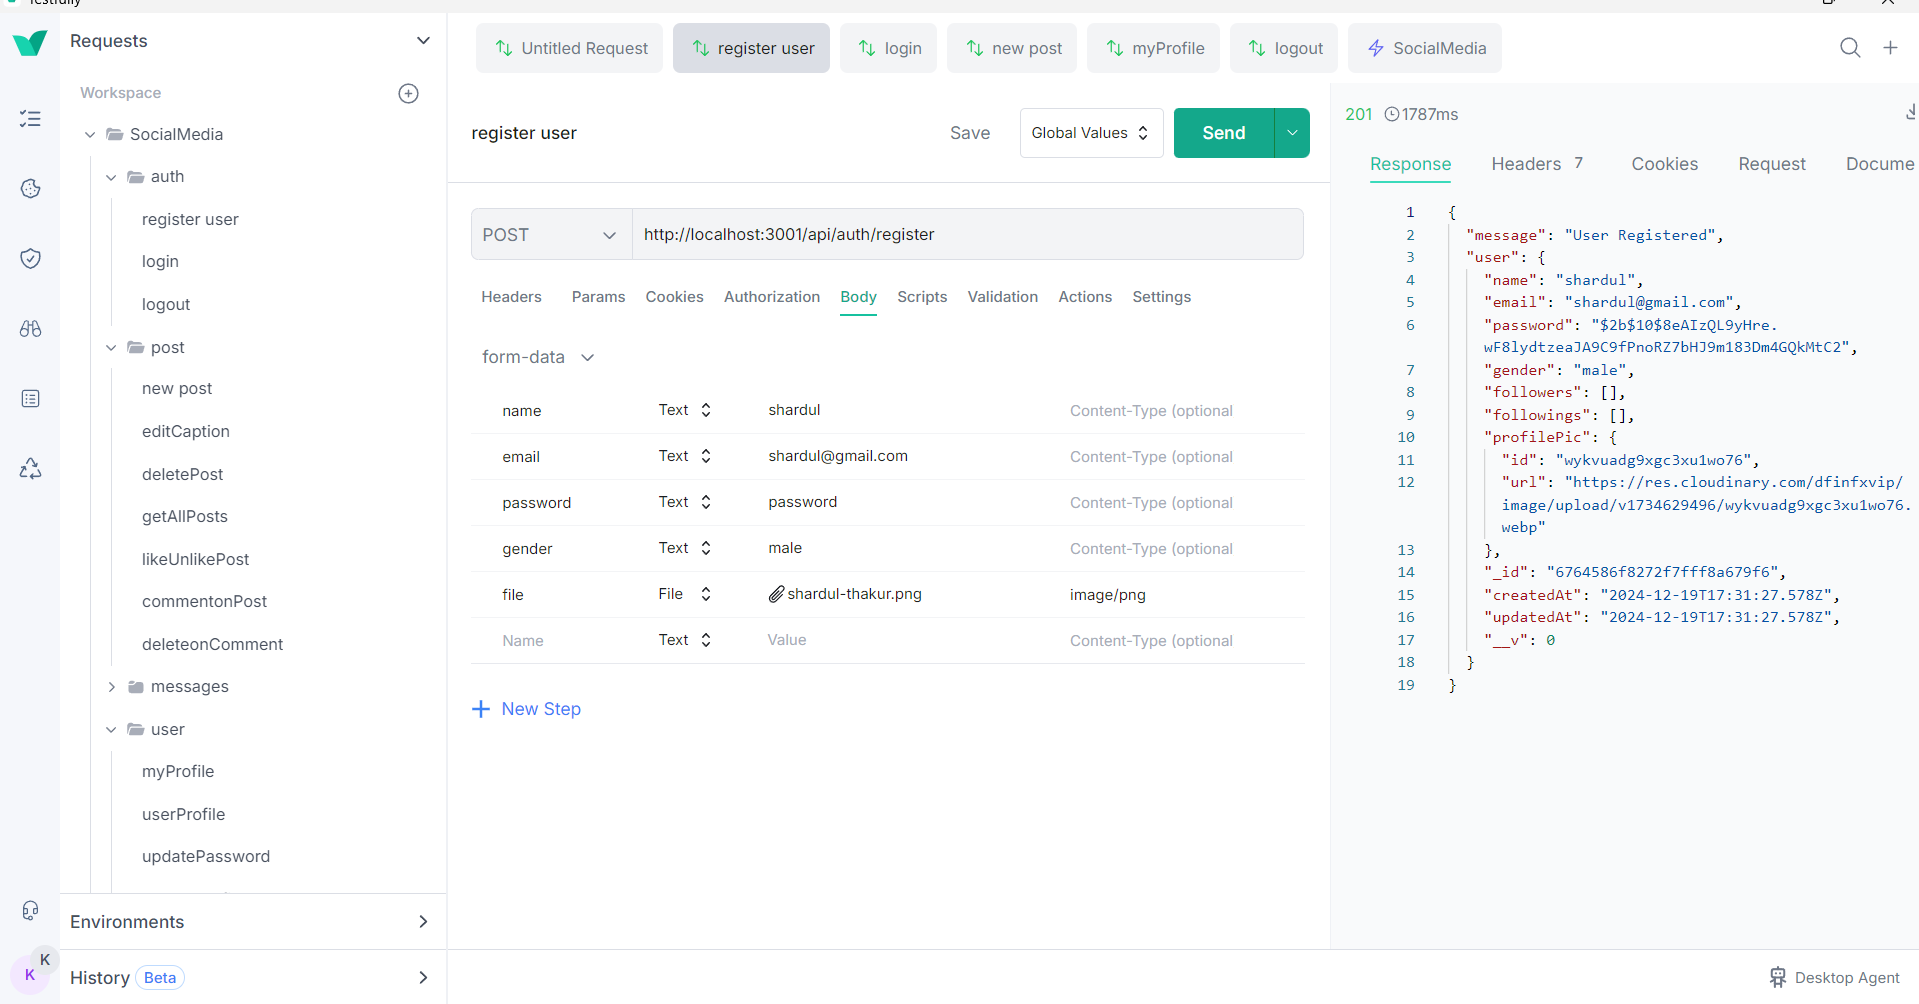 Testfully
Requests
Workspace
SocialMedia
auth
register user
login
logout
post
new post
editCaption
deletePost
getAllPosts
likeUnlikePost
commentonPost
deleteonComment
messages
user
myProfile
userProfile
updatePassword
Environments
History Beta
K
K
Untitled Request
register user
login
new post
myProfile
logout
SocialMedia
register user
Save
Global Values
Send
POST
http://localhost:3001/api/auth/register
Headers Params Cookies Authorization Body Scripts Validation Actions Settings
form-data
name Text shardul Content-Type (optional
email Text shardul@gmail.com Content-Type (optional
password Text password Content-Type (optional
gender Text male Content-Type (optional
file File shardul-thakur.png image/png
Name Text Value Content-Type (optional
New Step
201 1787ms
Response Headers 7 Cookies Request Docume
1 {
2 "message": "User Registered",
3 "user": {
4 "name": "shardul",
5 "email": "shardul@gmail.com",
6 "password": "$2b$10$8eAIzQL9yHre.
wF8lydtzeaJA9C9fPnoRZ7bHJ9m183Dm4GQkMtC2",
7 "gender": "male",
8 "followers": [],
9 "followings": [],
10 "profilePic": {
11 "id": "wykvuadg9xgc3xu1wo76",
12 "url": "https://res.cloudinary.com/dfinfxvip/
image/upload/v1734629496/wykvuadg9xgc3xu1wo76.
webp"
13 },
14 "_id": "6764586f8272f7fff8a679f6",
15 "createdAt": "2024-12-19T17:31:27.578Z",
16 "updatedAt": "2024-12-19T17:31:27.578Z",
17 "__v": 0
18 }
19 }
Desktop Agent